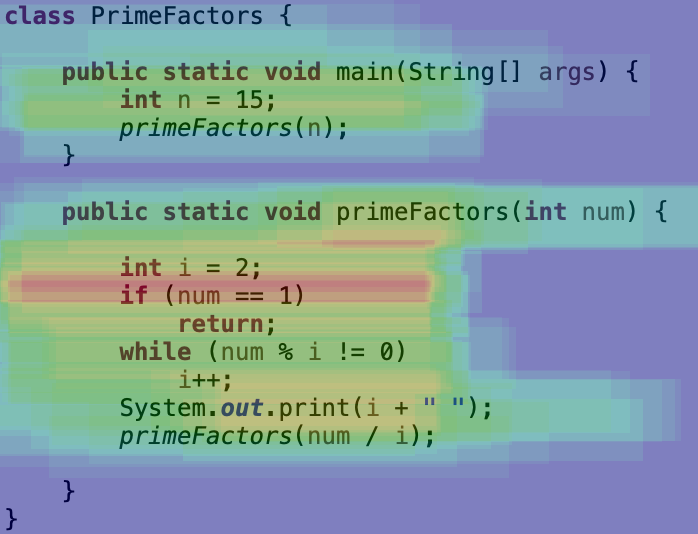 class PrimeFactors {
public static void main(String[] args) {
int n = 15;
primeFactors(n);
}
public static void primeFactors(int num) {
int i = 2;
if (num == 1)
return;
while (num % i != 0)
i++;
System.out.print(i + " ");
primeFactors(num / i);
}
}